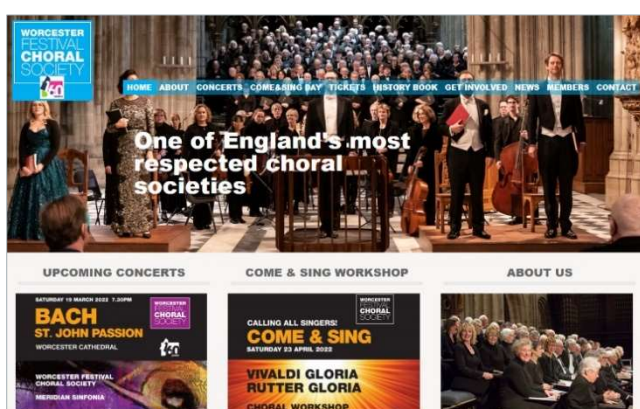 WORCESTER
FESTIVAL
CHORAL
SOCIETY
HOME ABOUT CONCERTS COME&SING DAY TICKETS HISTORY BOOK GET INVOLVED NEWS MEMBERS CONTACT
One of England's most
respected choral
societies
UPCOMING CONCERTS
COME & SING WORKSHOP
ABOUT US
SATURDAY 19 MARCH 2022 7.30PM
BACH
ST. JOHN PASSION
WORCESTER CATHEDRAL
WORCESTER
FESTIVAL
CHORAL
SOCIETY
WORCESTER FESTIVAL
CHORAL SOCIETY
MERIDIAN SINFONIA
WORCESTER
FESTIVAL
CHORAL
SOCIETY
CALLING ALL SINGERS!
COME & SING
SATURDAY 23 APRIL 2022
VIVALDI GLORIA
RUTTER GLORIA
CHORAL WORKSHOP